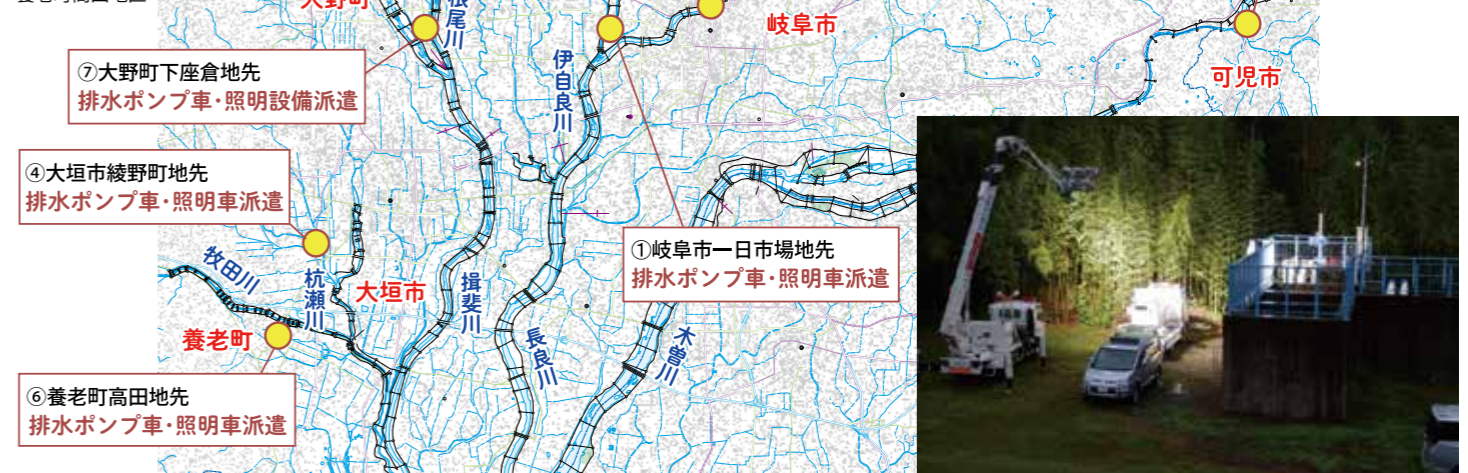 大野町
根尾川
岐阜市
可児市
⑦大野町下座倉地先
排水ポンプ車・照明設備派遣
伊自良川
④大垣市綾野町地先
排水ポンプ車・照明車派遣
①岐阜市一日市場地先
排水ポンプ車・照明車派遣
牧田川
杭瀬川
大垣市
揖斐川
養老町
長良川
木曽川
⑥養老町高田地先
排水ポンプ車・照明車派遣